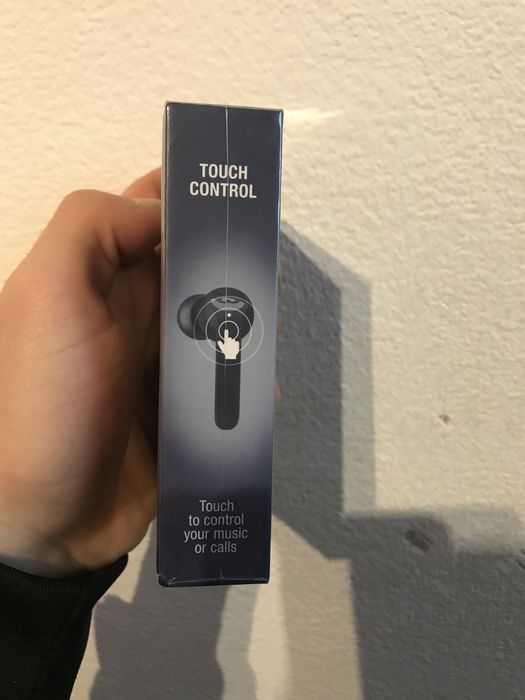 TOUCH
CONTROL
Touch
to control
your music
or calls